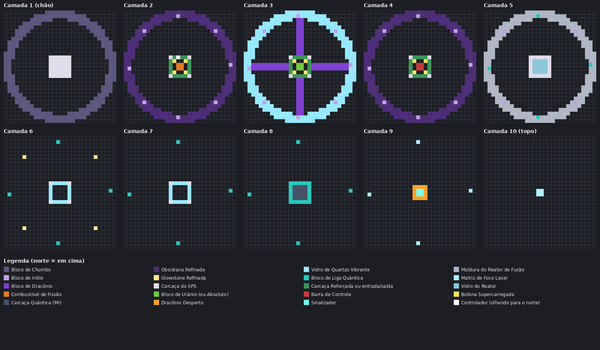 Camada 1 (chão)
Camada 2
Camada 3
Camada 4
Camada 5
Camada 6
Camada 7
Camada 8
Camada 9
Camada 10 (topo)
Legenda (norte = em cima)
Bloco de Chumbo
Obsidiana Refinada
Vidro de Quartzo Vibrante
Moldura do Reator de Fusão
Bloco de Irídio
Glowstone Refinada
Bloco de Liga Quântica
Matriz de Foco Laser
Bloco de Dracônio
Carcaça do SPS
Carcaça Reforçada ou entrada/saída
Vidro do Reator
Combustível de Fissão
Bloco de Urânio (ou Absoluto)
Barra de Controle
Bobina Supercarregada
Carcaça Quântica (MI)
Dracônio Desperto
Sinalizador
Controlador (olhando para o norte)